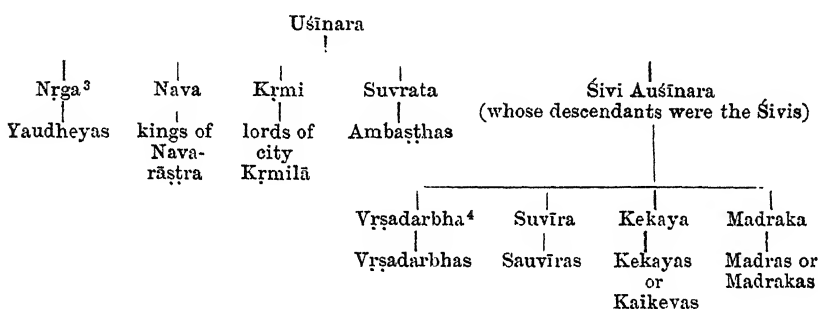 Uśīnara
Nṛga³ Nava Kṛmi Suvrata Śivi Auśīnara
(whose descendants were the Śivis)
Yaudheyas kings of lords of Ambaṣṭhas
Nava- city
rāṣṭra Kṛmilā
Vṛṣadarbha⁴ Suvīra Kekaya Madraka
Vṛṣadarbhas Sauvīras Kekayas Madras or
or Madrakas
Kaikeyas